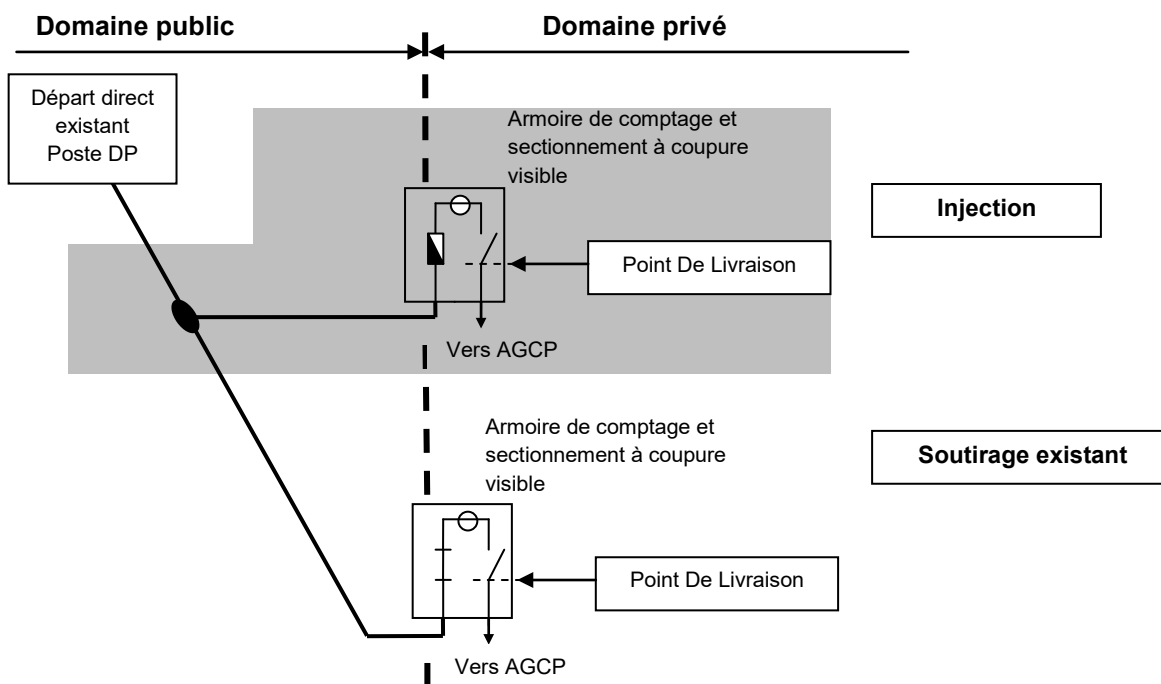 Domaine public
Domaine privé
Départ direct
existant
Poste DP
Armoire de comptage et
sectionnement à coupure
visible
Injection
Point De Livraison
Vers AGCP
Armoire de comptage et
sectionnement à coupure
visible
Soutirage existant
Point De Livraison
Vers AGCP